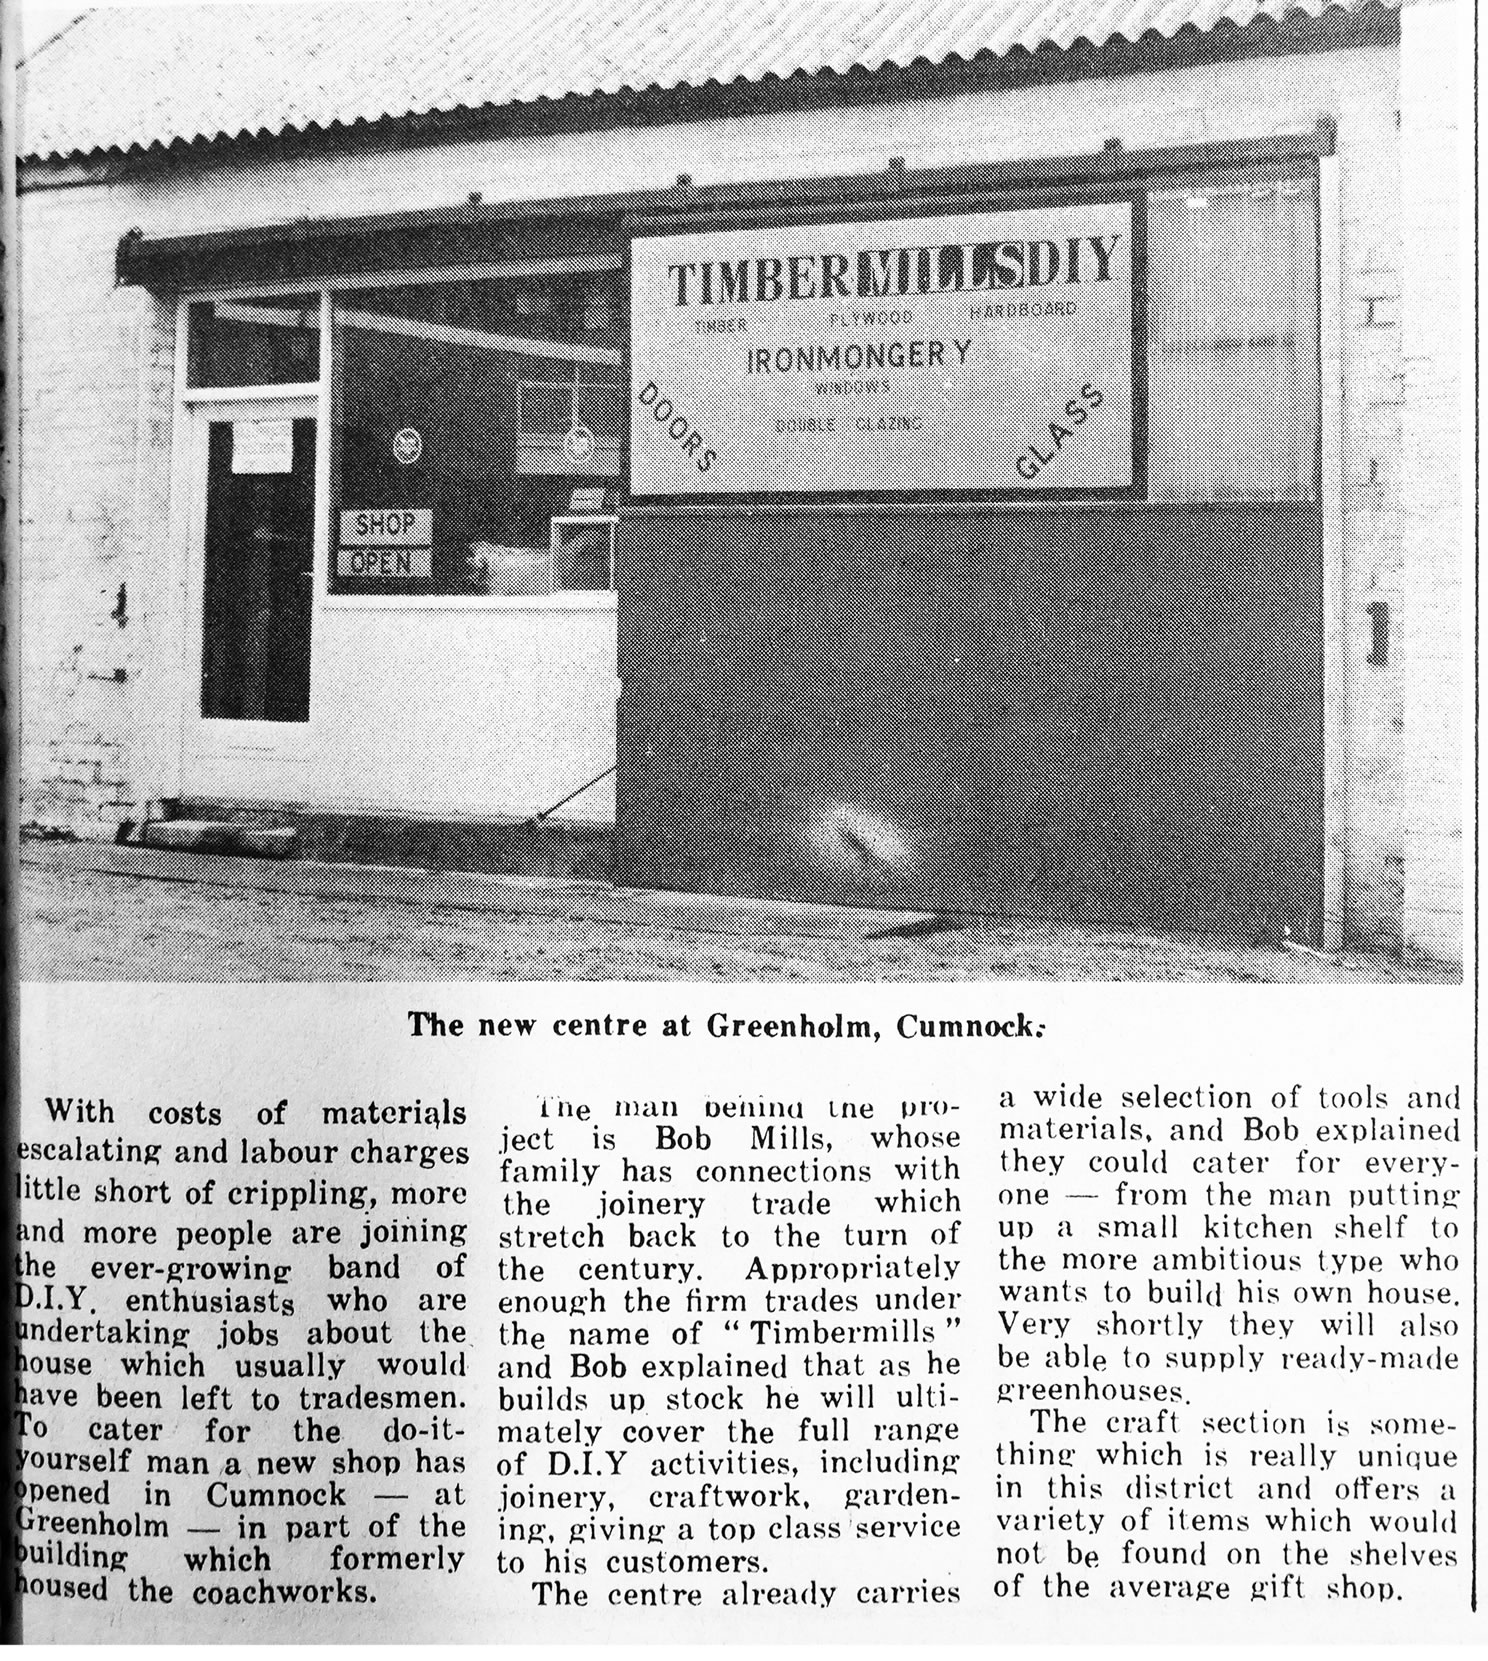 TIMBERMILLSDIY
TIMBER PLYWOOD HARDBOARD
IRONMONGERY
WINDOWS
DOORS
DOUBLE GLAZING
GLASS
SHOP
OPEN
The new centre at Greenholm, Cumnock.
With costs of materials
escalating and labour charges
little short of crippling, more
and more people are joining
the ever-growing band of
D.I.Y. enthusiasts who are
undertaking jobs about the
house which usually would
have been left to tradesmen.
To cater for the do-it-
yourself man a new shop has
opened in Cumnock — at
Greenholm — in part of the
building which formerly
housed the coachworks.
The man behind the pro-
ject is Bob Mills, whose
family has connections with
the joinery trade which
stretch back to the turn of
the century. Appropriately
enough the firm trades under
the name of “Timbermills”
and Bob explained that as he
builds up stock he will ulti-
mately cover the full range
of D.I.Y activities, including
joinery, craftwork, garden-
ing, giving a top class service
to his customers.
The centre already carries
a wide selection of tools and
materials, and Bob explained
they could cater for every-
one — from the man putting
up a small kitchen shelf to
the more ambitious type who
wants to build his own house.
Very shortly they will also
be able to supply ready-made
greenhouses.
The craft section is some-
thing which is really unique
in this district and offers a
variety of items which would
not be found on the shelves
of the average gift shop.